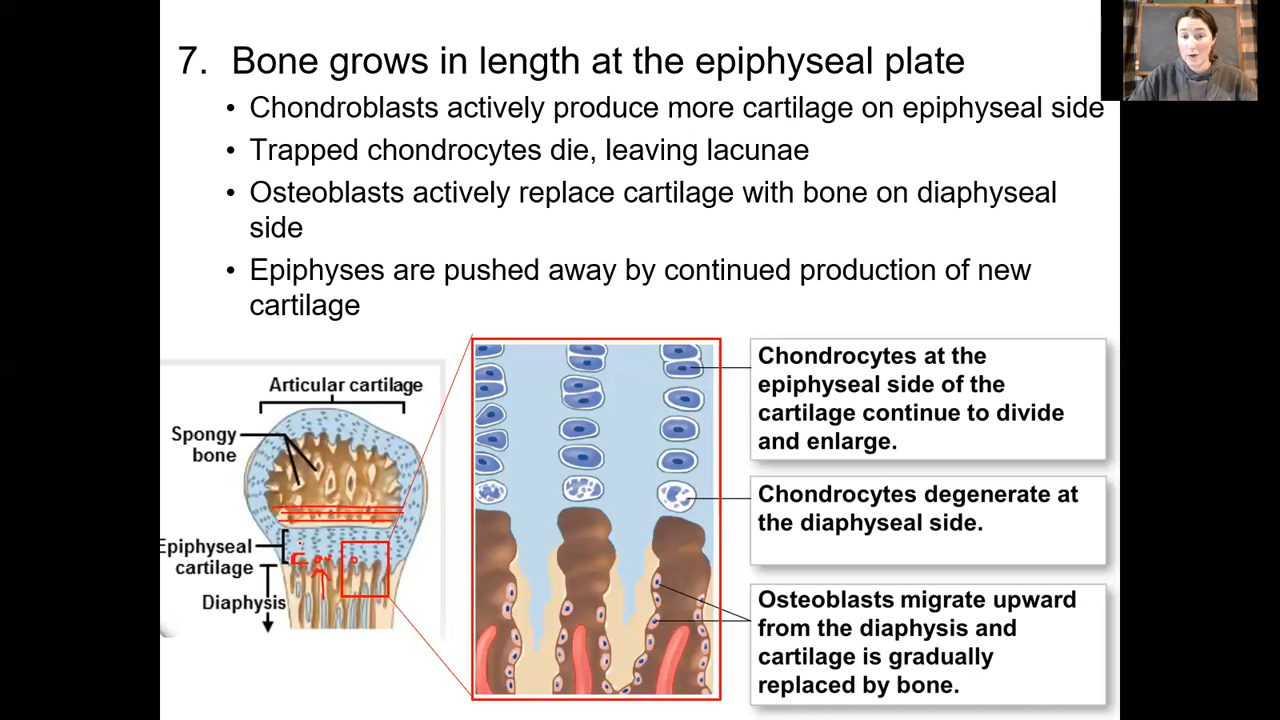 7. Bone grows in length at the epiphyseal plate
• Chondroblasts actively produce more cartilage on epiphyseal side
• Trapped chondrocytes die, leaving lacunae
• Osteoblasts actively replace cartilage with bone on diaphyseal
side
• Epiphyses are pushed away by continued production of new
cartilage
Articular cartilage
Spongy
bone
Epiphyseal
cartilage
Diaphysis
Chondrocytes at the
epiphyseal side of the
cartilage continue to divide
and enlarge.
Chondrocytes degenerate at
the diaphyseal side.
Osteoblasts migrate upward
from the diaphysis and
cartilage is gradually
replaced by bone.